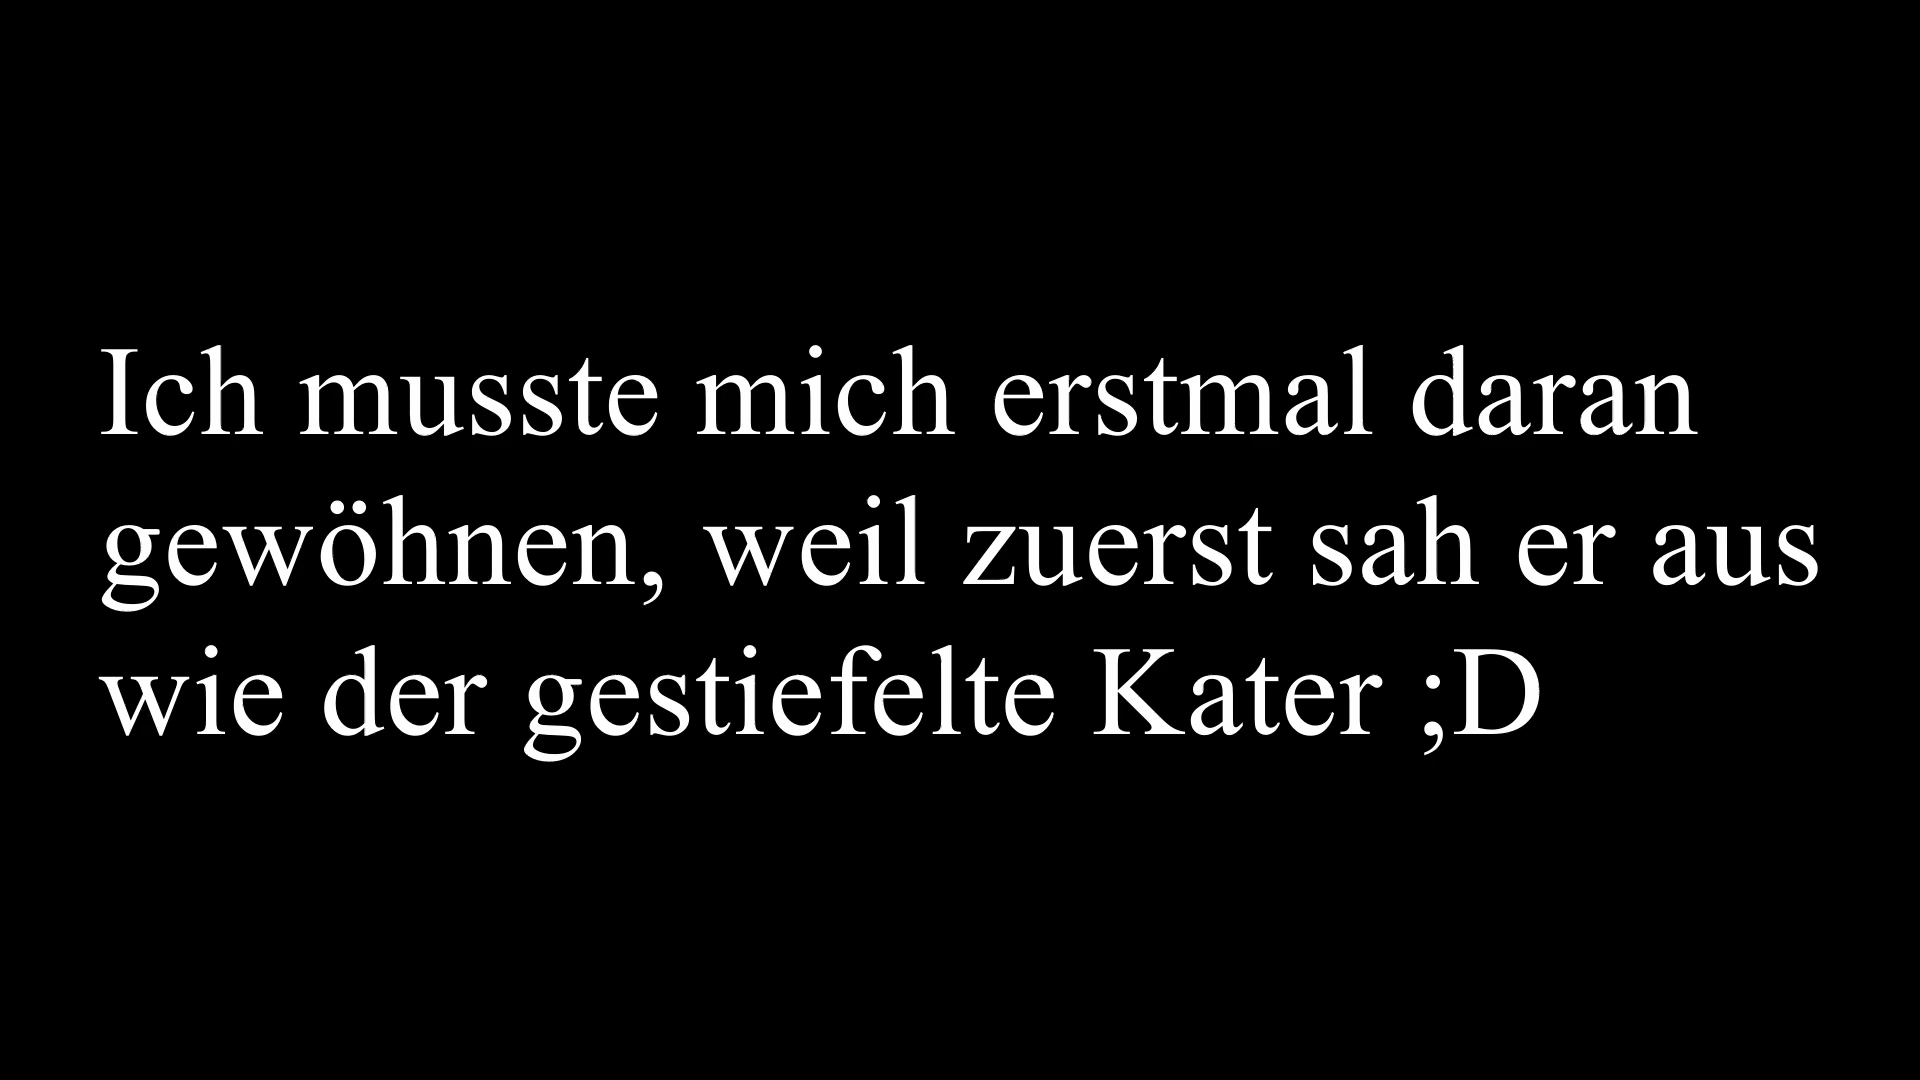 Ich musste mich erstmal daran
gewöhnen, weil zuerst sah er aus
wie der gestiefelte Kater ;D